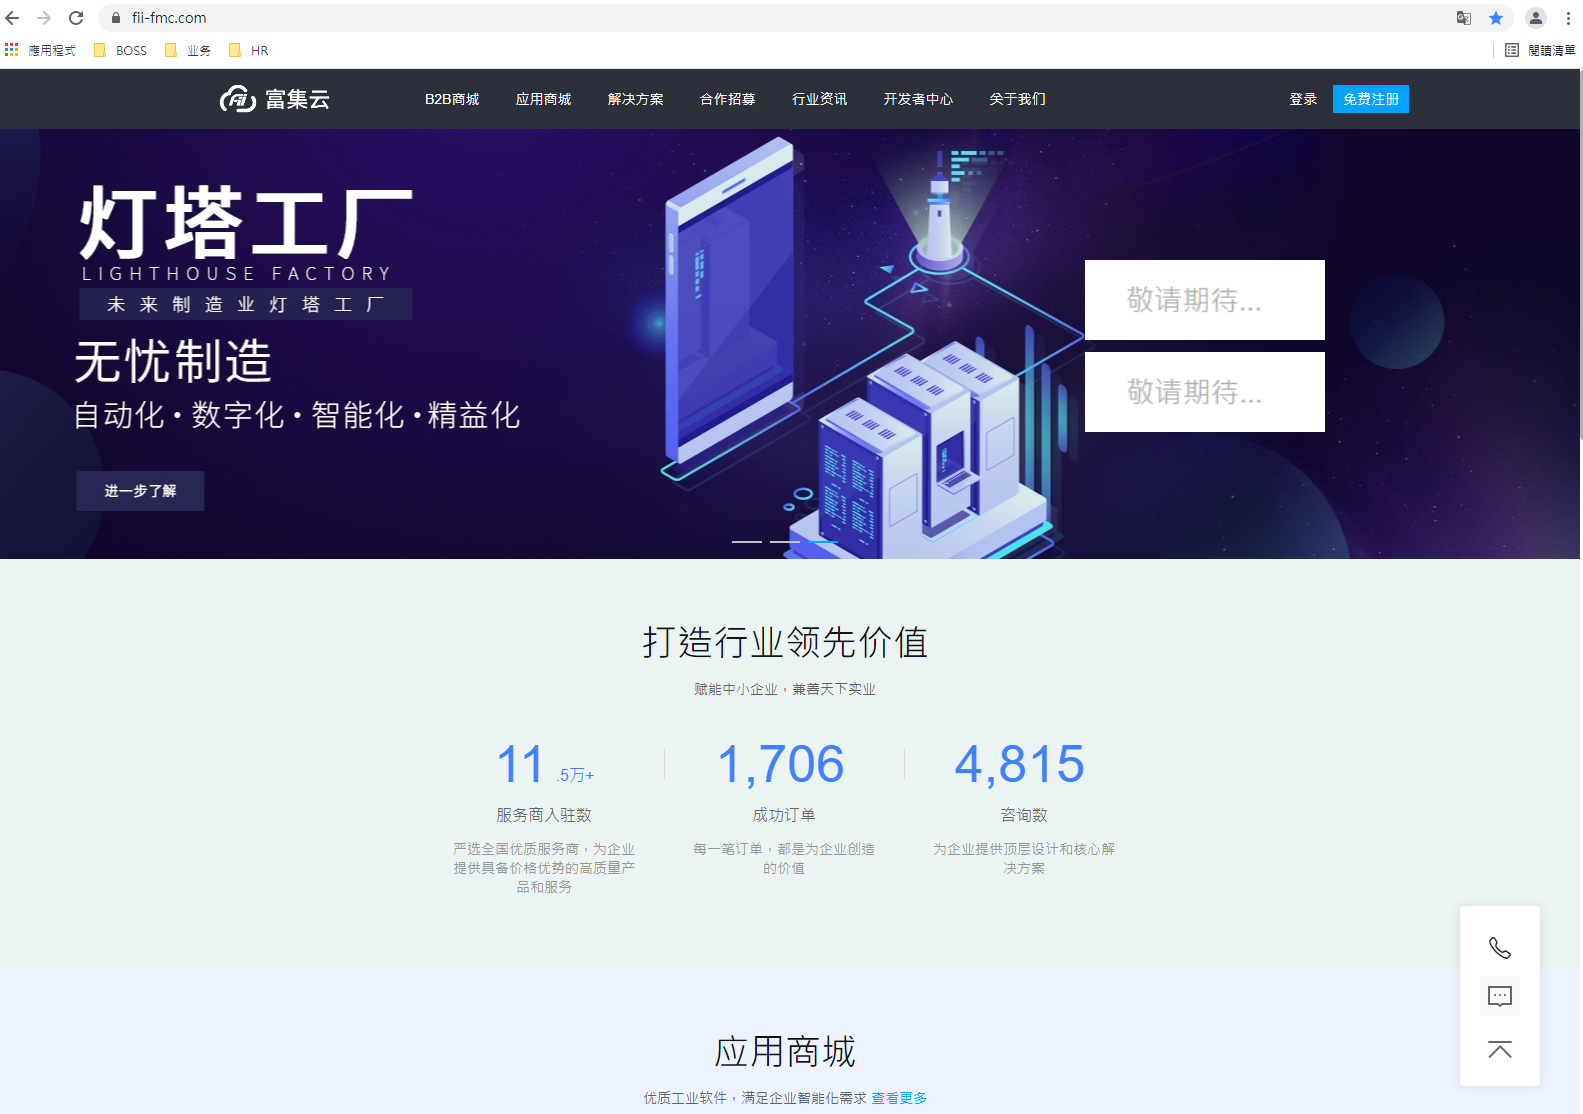 fii-fmc.com
應用程式
BOSS
业务
HR
閱讀清單
Fii 富集云
B2B商城
应用商城
解决方案
合作招募
行业资讯
开发者中心
关于我们
登录
免费注册
灯塔工厂
LIGHTHOUSE FACTORY
未来制造业灯塔工厂
无忧制造
自动化•数字化•智能化•精益化
进一步了解
敬请期待...
敬请期待...
打造行业领先价值
赋能中小企业，兼善天下实业
11 .5万+
服务商入驻数
严选全国优质服务商，为企业
提供具备价格优势的高质量产
品和服务
1,706
成功订单
每一笔订单，都是为企业创造
的价值
4,815
咨询数
为企业提供顶层设计和核心解
决方案
应用商城
优质工业软件，满足企业智能化需求 查看更多